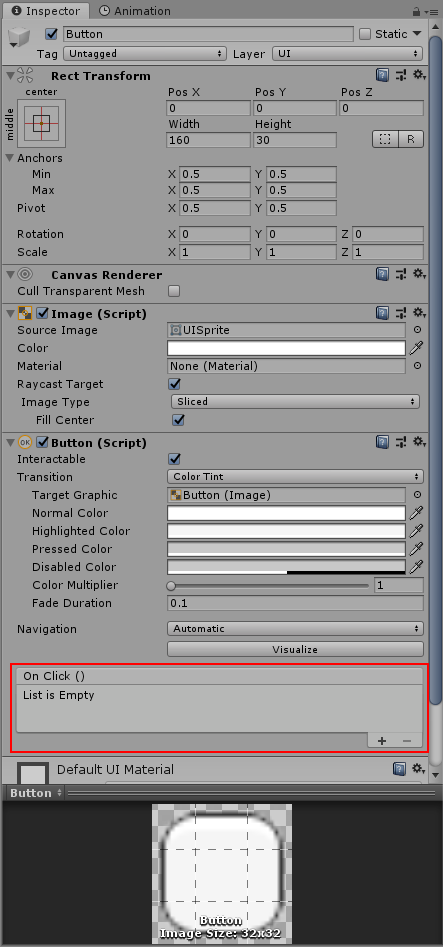 Inspector Animation
Button Static
Tag Untagged Layer UI
Rect Transform
center Pos X Pos Y Pos Z
middle 0 0 0
Width Height
160 30 R
Anchors
Min X 0.5 Y 0.5
Max X 0.5 Y 0.5
Pivot X 0.5 Y 0.5
Rotation X 0 Y 0 Z 0
Scale X 1 Y 1 Z 1
Canvas Renderer
Cull Transparent Mesh
Image (Script)
Source Image UISprite
Color
Material None (Material)
Raycast Target
Image Type Sliced
Fill Center
OK Button (Script)
Interactable
Transition Color Tint
Target Graphic Button (Image)
Normal Color
Highlighted Color
Pressed Color
Disabled Color
Color Multiplier 1
Fade Duration 0.1
Navigation Automatic
Visualize
On Click ()
List is Empty
+ −
Default UI Material
Button
Button
Image Size: 32x32